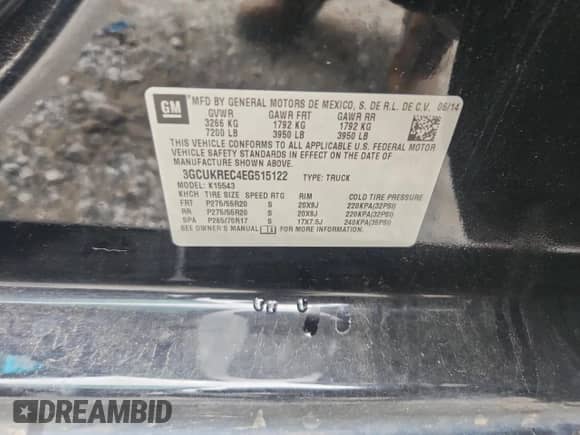 GM
*MFD BY GENERAL MOTORS DE MEXICO, S. DE R.L. DE C.V. 06/14
GVWR GAWR FRT GAWR RR
3266 KG 1792 KG 1792 KG
7200 LB 3950 LB 3950 LB
THIS VEHICLE CONFORMS TO ALL APPLICABLE U.S. FEDERAL MOTOR
VEHICLE SAFETY STANDARDS IN EFFECT ON THE DATE OF
MANUFACTURE SHOWN ABOVE.
3GCUKREC4EG515122 TYPE: TRUCK
MODEL: K15543
KHCH TIRE SIZE SPEED RTG RIM COLD TIRE PRESSURE
FRT P275/55R20 S 20X9J 220KPA(32PSI)
RR P275/55R20 S 20X9J 220KPA(32PSI)
SPA P265/70R17 S 17X7.5J 240KPA(35PSI)
SEE OWNER'S MANUAL
DREAMBID